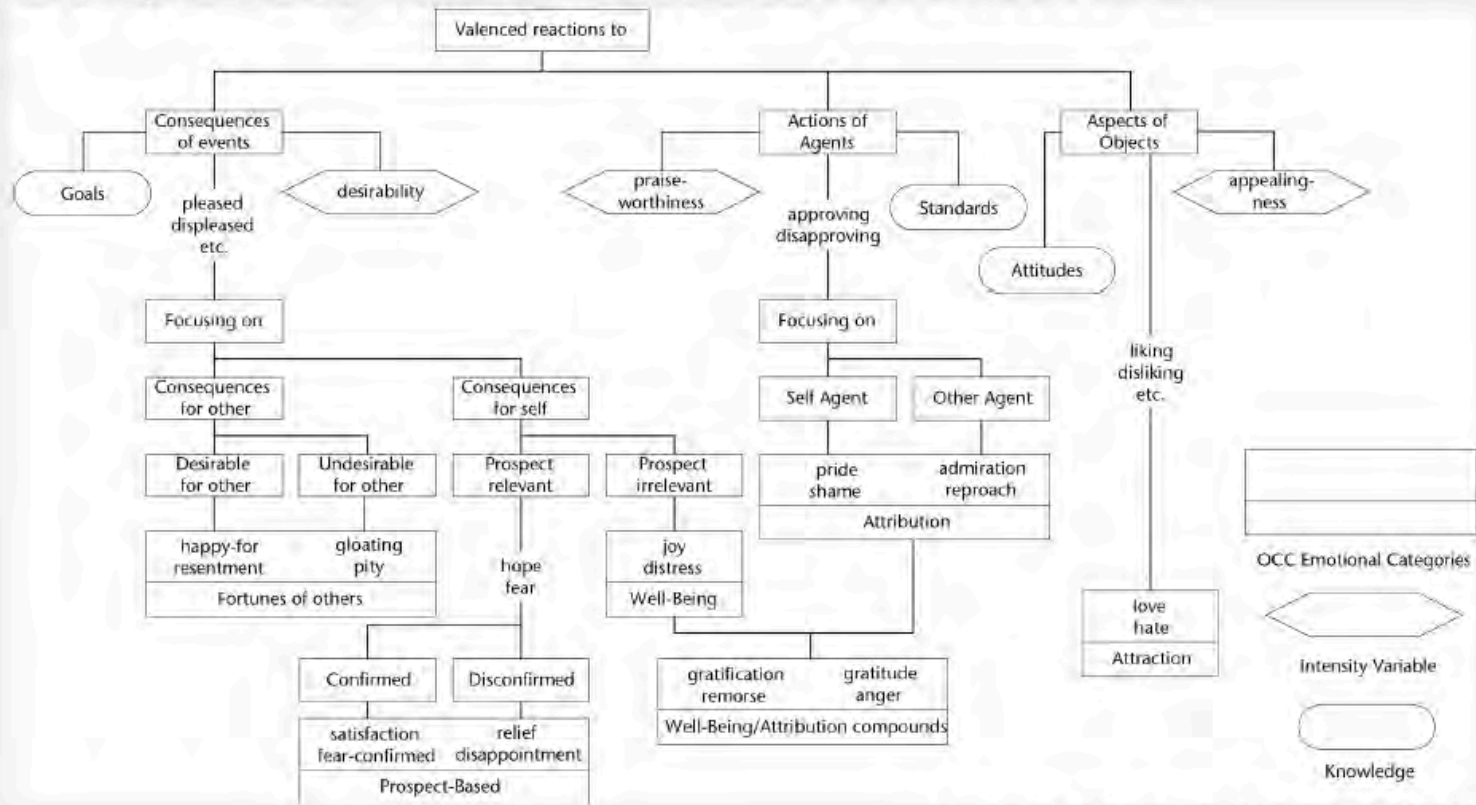 Valenced reactions to
Consequences
of events
Actions of
Agents
Aspects of
Objects
Goals
pleased
displeased
etc.
desirability
praise-
worthiness
approving
disapproving
Standards
Attitudes
appealing-
ness
Focusing on
Focusing on
liking
disliking
etc.
Consequences
for other
Consequences
for self
Self Agent
Other Agent
Desirable
for other
Undesirable
for other
Prospect
relevant
Prospect
irrelevant
pride
shame
admiration
reproach
Attribution
happy-for
resentment
gloating
pity
Fortunes of others
hope
fear
joy
distress
Well-Being
love
hate
Attraction
Confirmed
Disconfirmed
gratification
remorse
gratitude
anger
Well-Being/Attribution compounds
satisfaction
fear-confirmed
relief
disappointment
Prospect-Based
OCC Emotional Categories
Intensity Variable
Knowledge